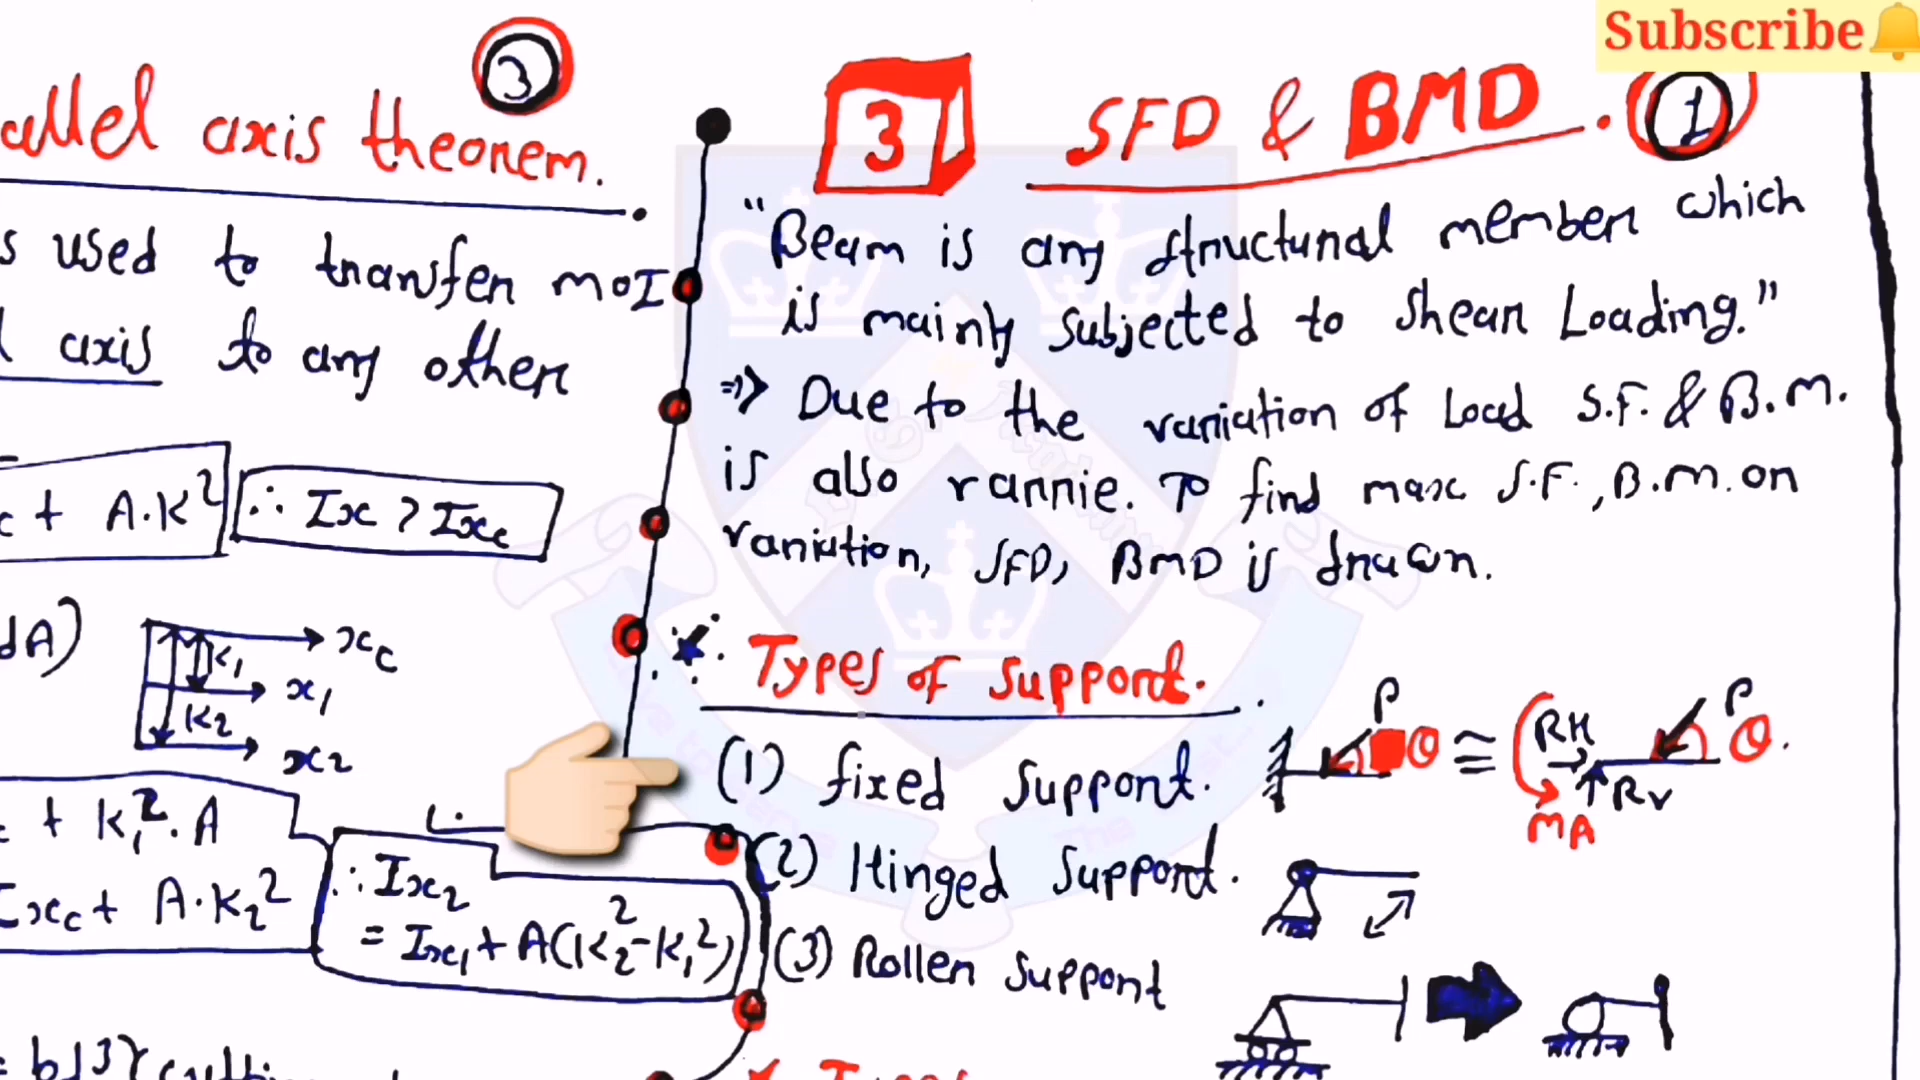 Subscribe
3
allel axis theorem.
s used to transfer MOI
l axis to any other
c + A.K²
∴ Ix > Ixc
dA)
K1
xc
x1
K2
x2
c + K1².A
Ixc + A.K2²
∴ Ix2
= Ix1 + A(K2² - K1²)
= bd³
3
SFD & BMD.
1
"Beam is any structural member which
is mainly subjected to shear Loading."
⇒ Due to the variation of Load S.F. & B.M.
is also varrie. To find max S.F., B.M. on
variation, SFD, BMD is drawn.
Types of support.
(1) fixed support.
P
θ
≅
RH
RV
MA
P
θ
(2) Hinged support.
(3) Roller support